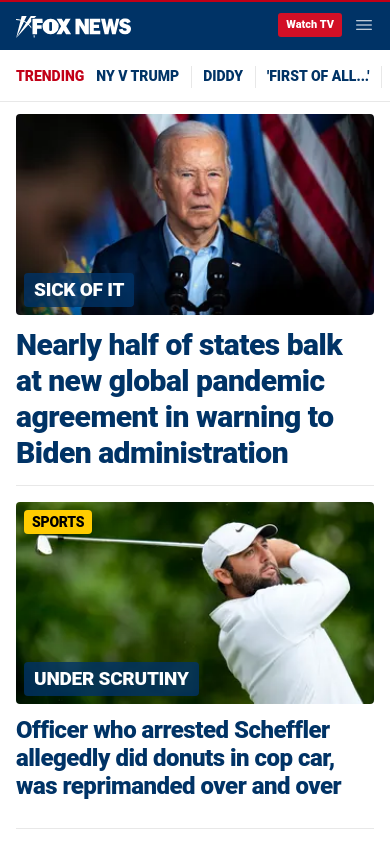 FOX NEWS
Watch TV
TRENDING NY V TRUMP DIDDY 'FIRST OF ALL...'
SICK OF IT
Nearly half of states balk
at new global pandemic
agreement in warning to
Biden administration
SPORTS
UNDER SCRUTINY
Officer who arrested Scheffler
allegedly did donuts in cop car,
was reprimanded over and over